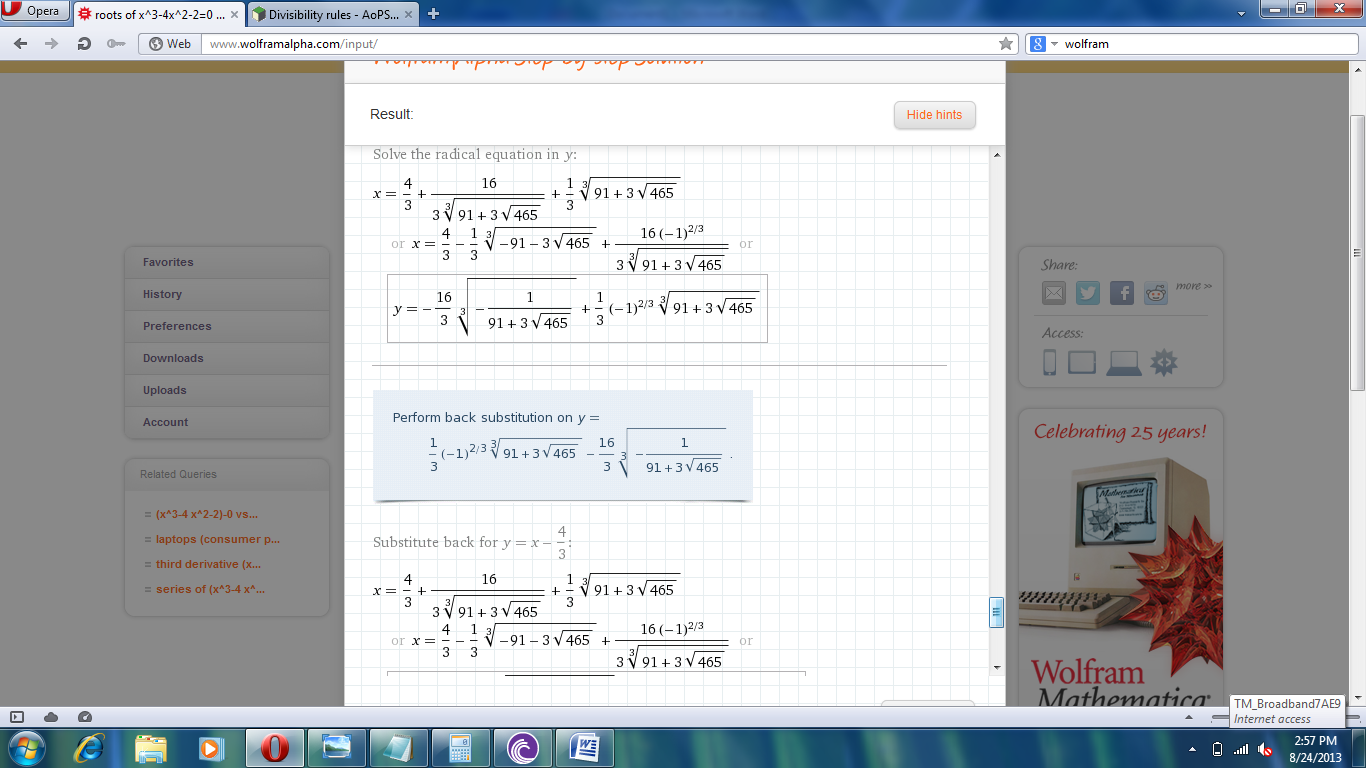 Opera
roots of x^3-4x^2-2=0 ...
Divisibility rules - AoPS...
Web
www.wolframalpha.com/input/
wolfram
Wolfram|Alpha Step-by-step Solution
Result:
Hide hints
Solve the radical equation in y:
x = 4/3 + 16/(3 ∛(91 + 3 √465)) + 1/3 ∛(91 + 3 √465)
or x = 4/3 − 1/3 ∛(−91 − 3 √465) + 16 (−1)^(2/3)/(3 ∛(91 + 3 √465)) or
y = − 16/3 ∛(− 1/(91 + 3 √465)) + 1/3 (−1)^(2/3) ∛(91 + 3 √465)
Perform back substitution on y =
1/3 (−1)^(2/3) ∛(91 + 3 √465) − 16/3 ∛(− 1/(91 + 3 √465)) .
Substitute back for y = x − 4/3:
x = 4/3 + 16/(3 ∛(91 + 3 √465)) + 1/3 ∛(91 + 3 √465)
or x = 4/3 − 1/3 ∛(−91 − 3 √465) + 16 (−1)^(2/3)/(3 ∛(91 + 3 √465)) or
Favorites
History
Preferences
Downloads
Uploads
Account
Related Queries
= (x^3-4 x^2-2)-0 vs...
= laptops (consumer p...
= third derivative (x...
= series of (x^3-4 x^...
Share:
more »
Access:
Celebrating 25 years!
Mathematica
Wolfram
Mathematica
TM_Broadband7AE9
Internet access
2:57 PM
8/24/2013